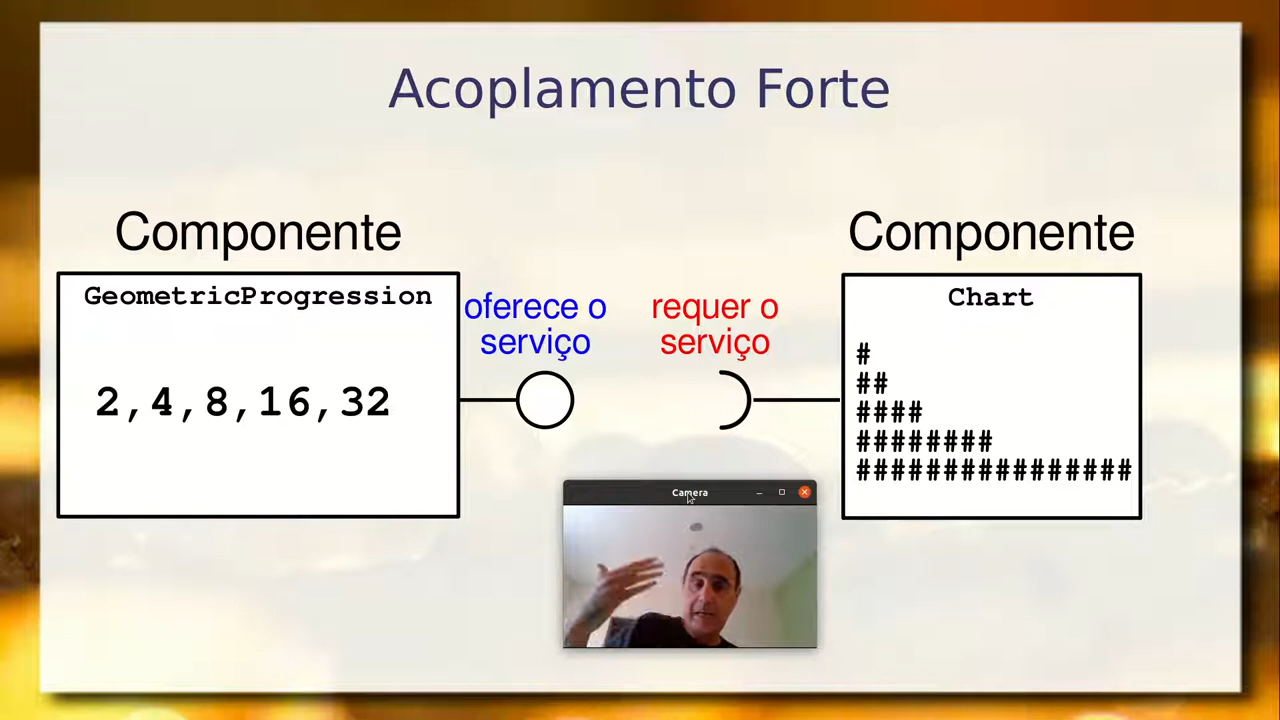 Acoplamento Forte
Componente
GeometricProgression
2,4,8,16,32
oferece o
serviço
requer o
serviço
Componente
Chart
#
##
####
########
################
Camera